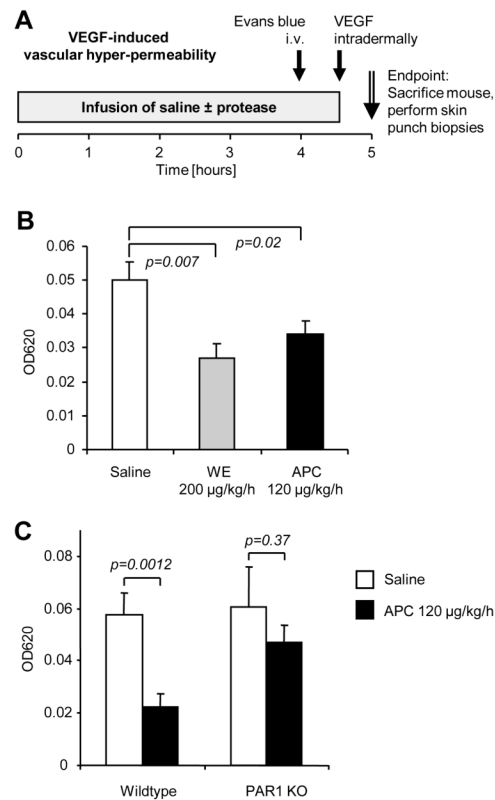 A
VEGF-induced
vascular hyper-permeability
Evans blue
i.v.
VEGF
intradermally
Endpoint:
Sacrifice mouse,
perform skin
punch biopsies
Infusion of saline ± protease
0 1 2 3 4 5
Time [hours]
B
p=0.02
p=0.007
0.06
0.05
0.04
0.03
0.02
0.01
0
OD620
Saline
WE
200 µg/kg/h
APC
120 µg/kg/h
C
p=0.0012
p=0.37
0.08
0.06
0.04
0.02
0
OD620
Saline
APC 120 µg/kg/h
Wildtype
PAR1 KO